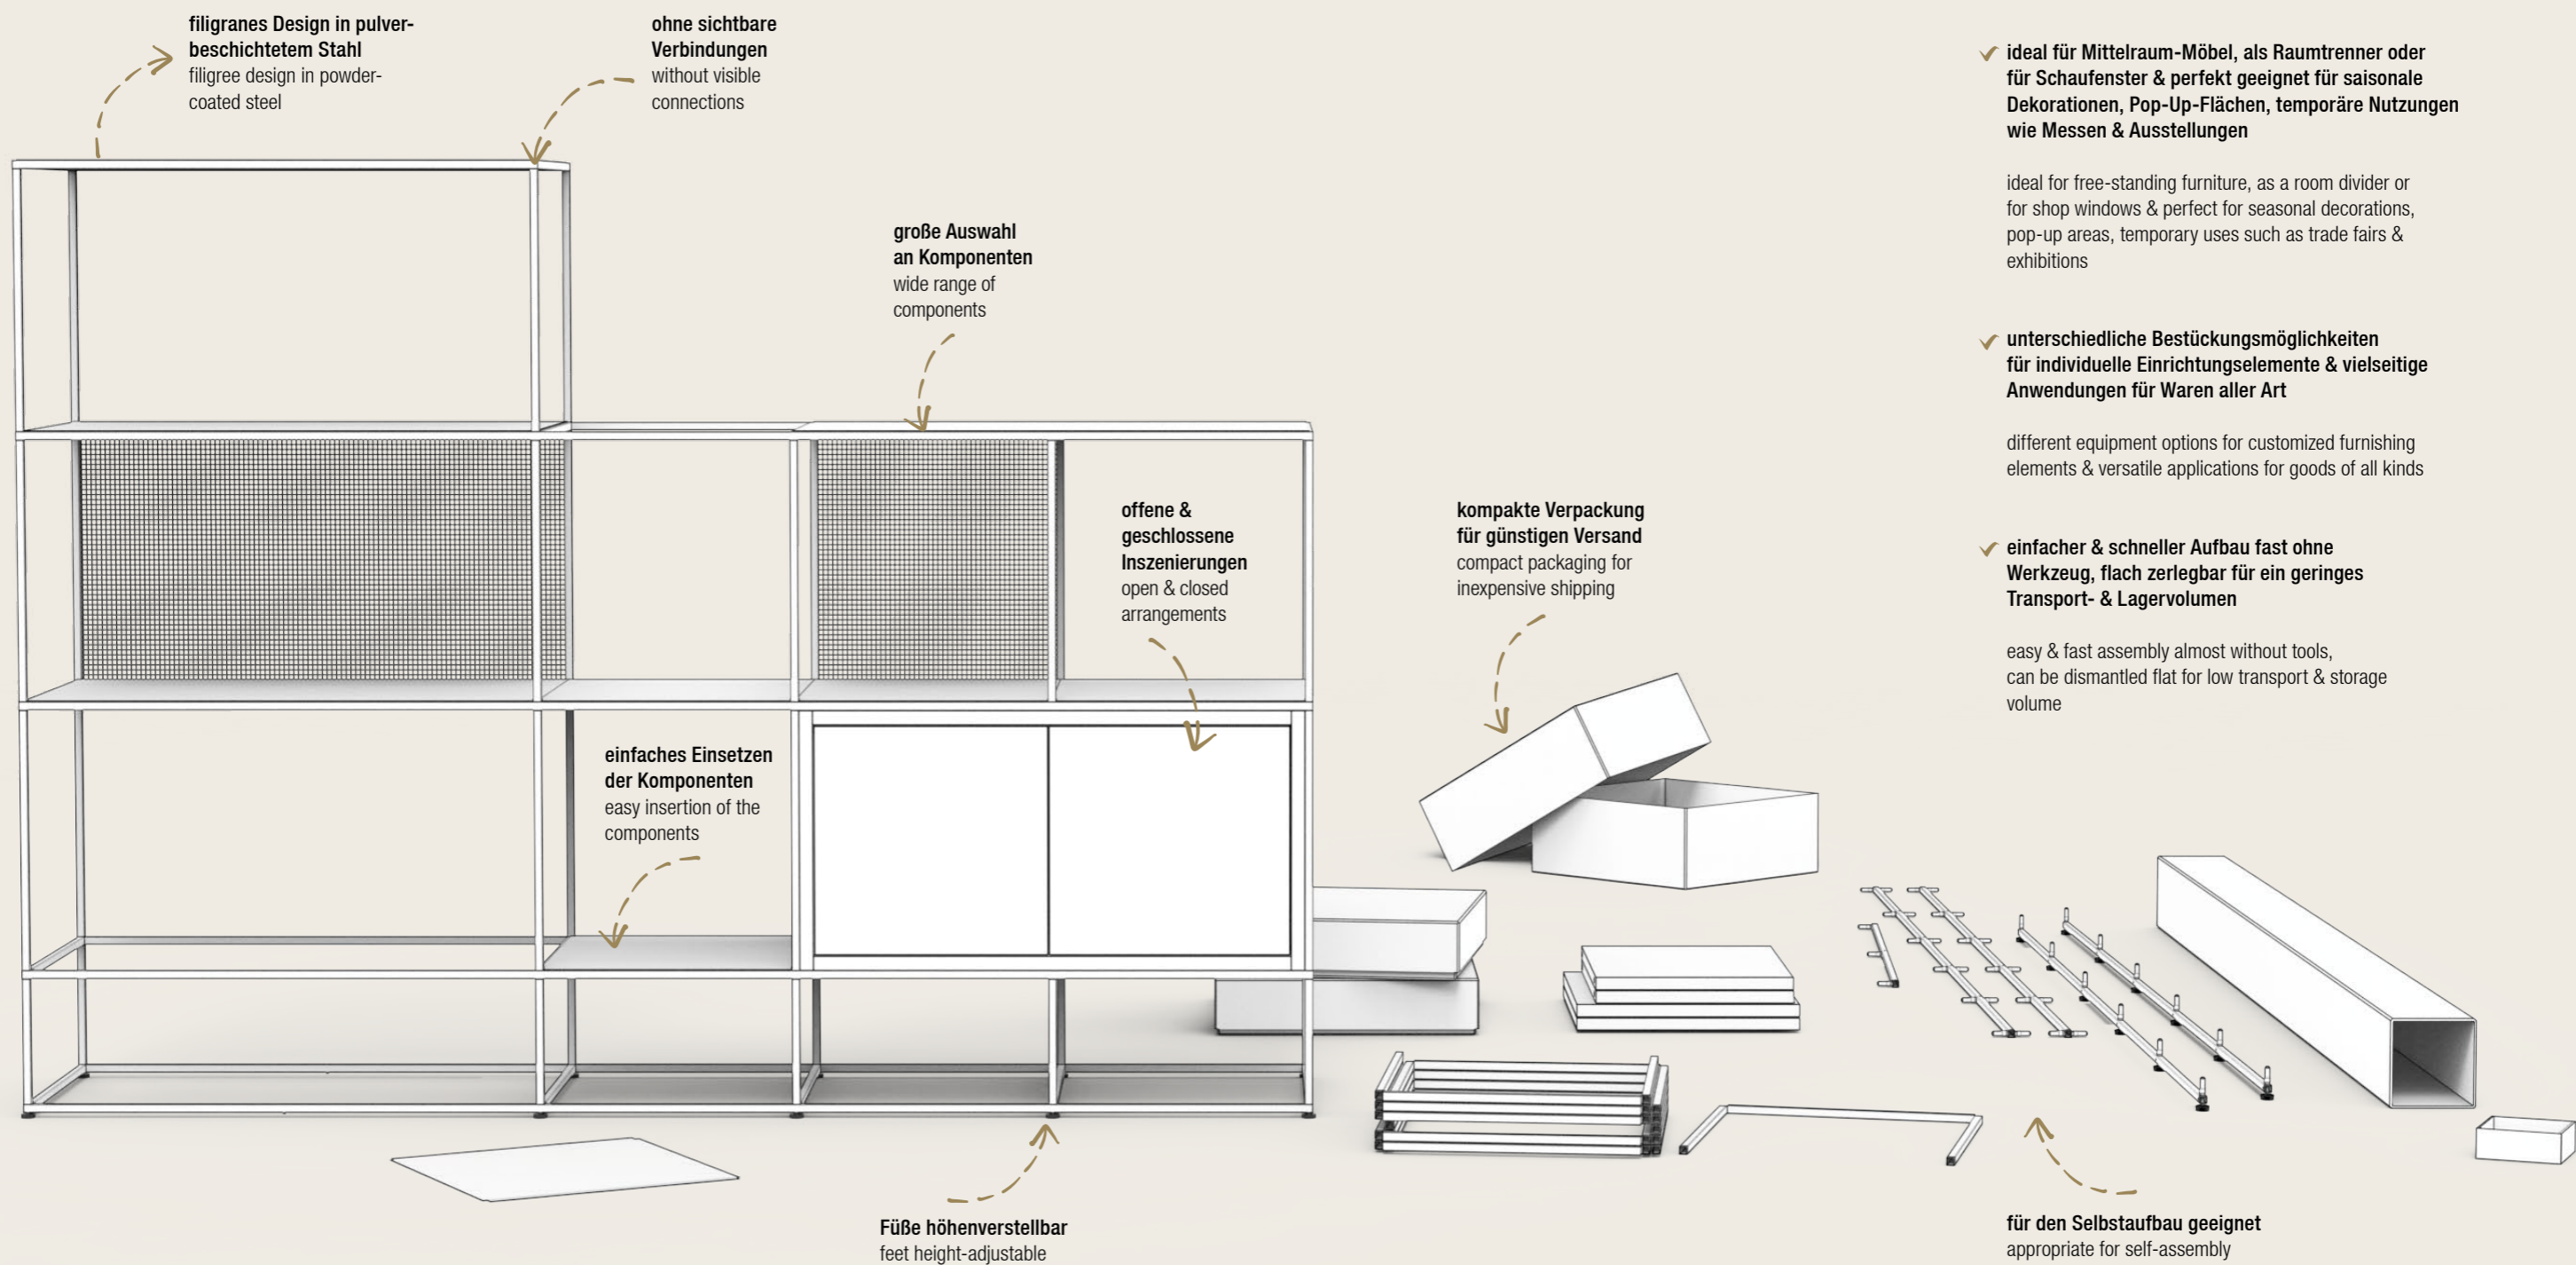 filigranes Design in pulver-
beschichtetem Stahl
filigree design in powder-
coated steel
ohne sichtbare
Verbindungen
without visible
connections
große Auswahl
an Komponenten
wide range of
components
offene &
geschlossene
Inszenierungen
open & closed
arrangements
einfaches Einsetzen
der Komponenten
easy insertion of the
components
Füße höhenverstellbar
feet height-adjustable
kompakte Verpackung
für günstigen Versand
compact packaging for
inexpensive shipping
ideal für Mittelraum-Möbel, als Raumtrenner oder
für Schaufenster & perfekt geeignet für saisonale
Dekorationen, Pop-Up-Flächen, temporäre Nutzungen
wie Messen & Ausstellungen
ideal for free-standing furniture, as a room divider or
for shop windows & perfect for seasonal decorations,
pop-up areas, temporary uses such as trade fairs &
exhibitions
unterschiedliche Bestückungsmöglichkeiten
für individuelle Einrichtungselemente & vielseitige
Anwendungen für Waren aller Art
different equipment options for customized furnishing
elements & versatile applications for goods of all kinds
einfacher & schneller Aufbau fast ohne
Werkzeug, flach zerlegbar für ein geringes
Transport- & Lagervolumen
easy & fast assembly almost without tools,
can be dismantled flat for low transport & storage
volume
für den Selbstaufbau geeignet
appropriate for self-assembly